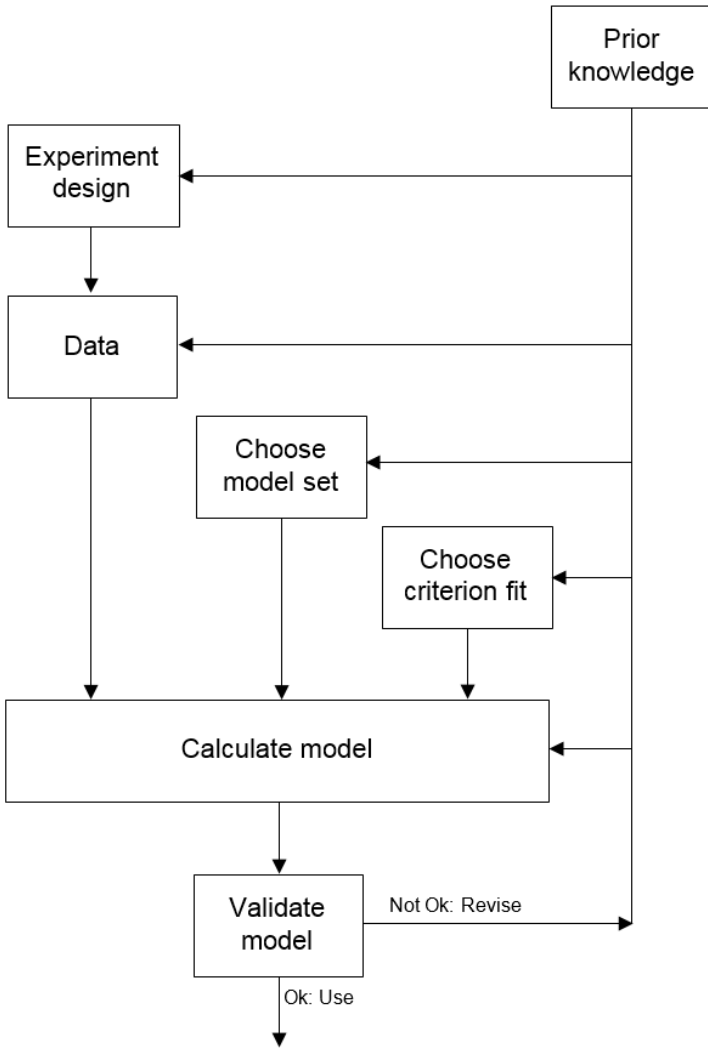 Prior
knowledge
Experiment
design
Data
Choose
model set
Choose
criterion fit
Calculate model
Validate
model
Not Ok: Revise
Ok: Use